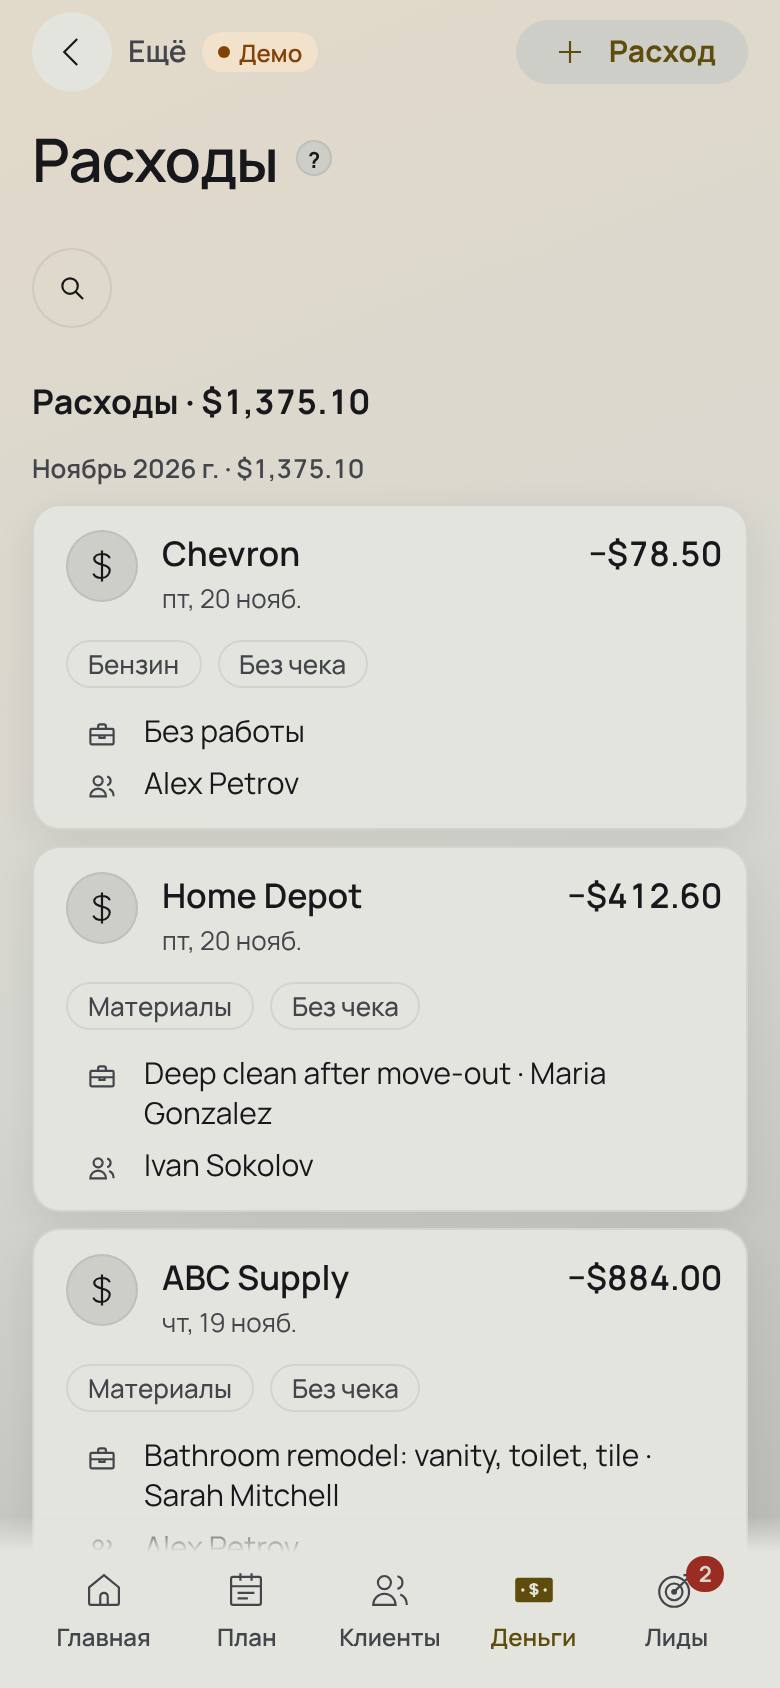 Ещё
Демо
+ Расход
Расходы ?
Расходы · $1,375.10
Ноябрь 2026 г. · $1,375.10
$ Chevron −$78.50
пт, 20 нояб.
Бензин Без чека
Без работы
Alex Petrov
$ Home Depot −$412.60
пт, 20 нояб.
Материалы Без чека
Deep clean after move-out · Maria
Gonzalez
Ivan Sokolov
$ ABC Supply −$884.00
чт, 19 нояб.
Материалы Без чека
Bathroom remodel: vanity, toilet, tile ·
Sarah Mitchell
Alex Petrov
2
Главная План Клиенты Деньги Лиды